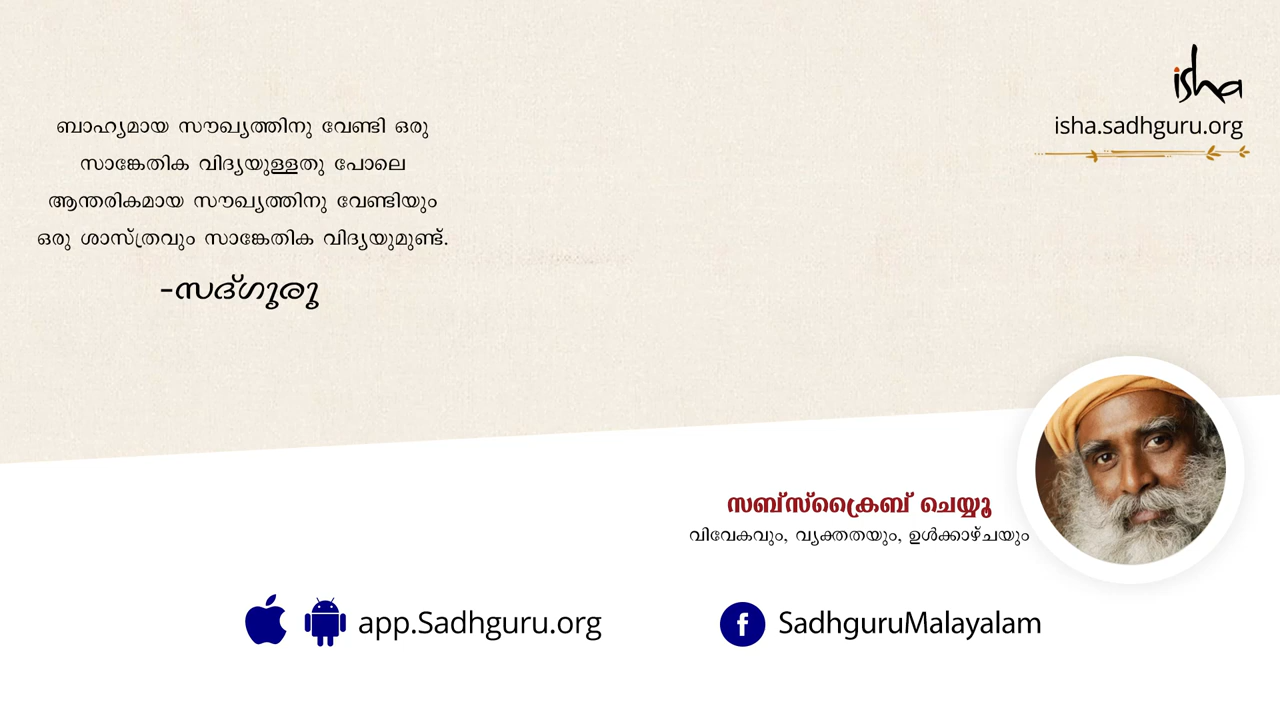 ബാഹ്യമായ സൗഖ്യത്തിനു വേണ്ടി ഒരു
സാങ്കേതിക വിദ്യയുള്ളതു പോലെ
ആന്തരികമായ സൗഖ്യത്തിനു വേണ്ടിയും
ഒരു ശാസ്ത്രവും സാങ്കേതിക വിദ്യയുമുണ്ട്.
-സദ്ഗുരു
isha
isha.sadhguru.org
സബ്സ്ക്രൈബ് ചെയ്യൂ
വിവേകവും, വ്യക്തതയും, ഉൾക്കാഴ്ചയും
app.Sadhguru.org
SadhguruMalayalam